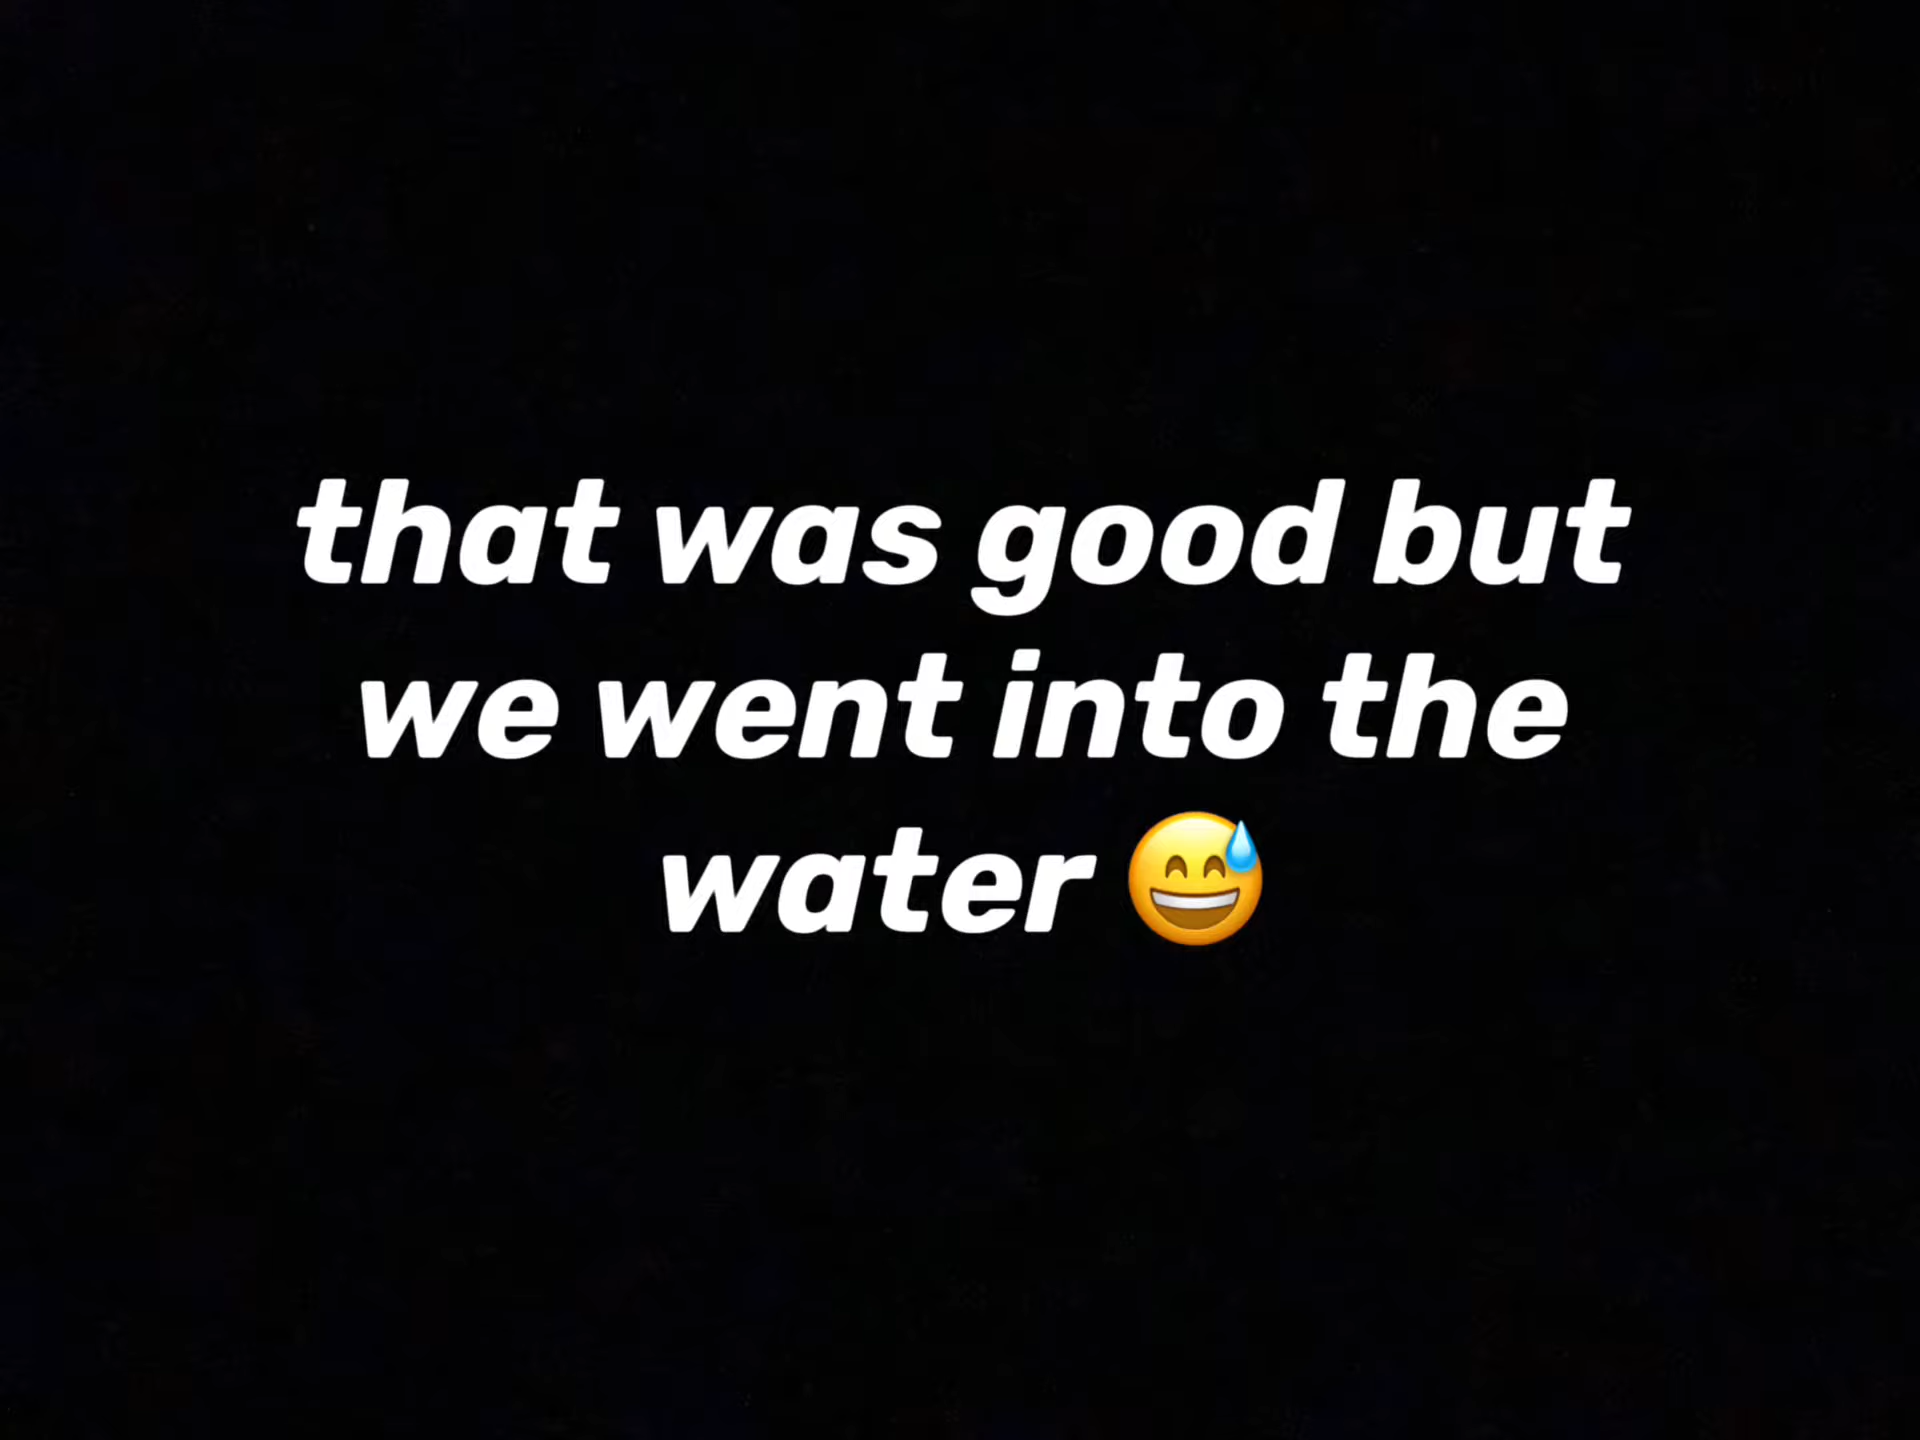 that was good but
we went into the
water 😅